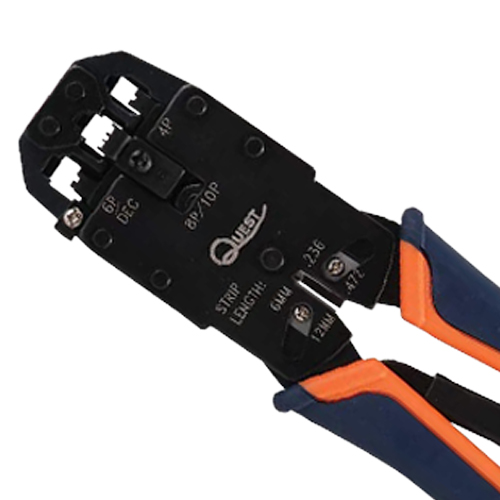 4P
6P
DEC
8P/10P
QUEST
STRIP
LENGTH:
.236
6MM
.472
12MM